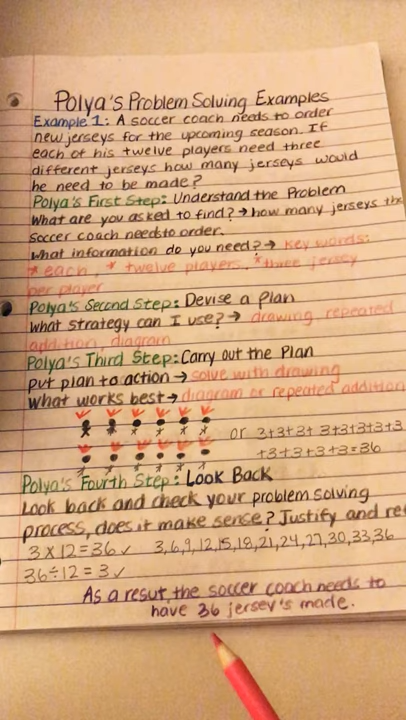 Polya's Problem Solving Examples
Example 1: A soccer coach needs to order
new jerseys for the upcoming season. If
each of his twelve players need three
different jerseys how many jerseys would
he need to be made?
Polya's First Step: Understand the Problem
What are you asked to find? → how many jerseys the
soccer coach needs to order.
What information do you need? → key words:
* each, * twelve players, * three jersey
per player
Polya's Second Step: Devise a Plan
What strategy can I use? → drawing repeated
addition, diagram
Polya's Third Step: Carry out the Plan
put plan to action → solve with drawing
What works best → diagram or repeated addition
or 3+3+3+3+3+3+3+3
+3+3+3+3=36
Polya's Fourth Step: Look Back
Look back and check your problem solving
process, does it make sense? Justify and
3 x 12 = 36 ✓ 3,6,9,12,15,18,21,24,27,30,33,36
36 ÷ 12 = 3 ✓
As a resut, the soccer coach needs to
have 36 jersey's made.